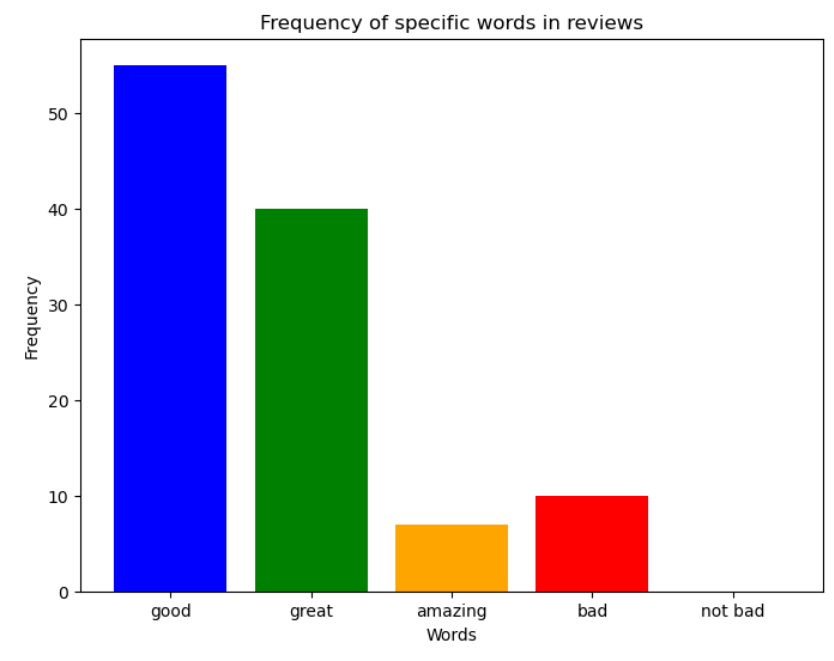 Frequency of specific words in reviews
Frequency
50
40
30
20
10
0
good great amazing bad not bad
Words